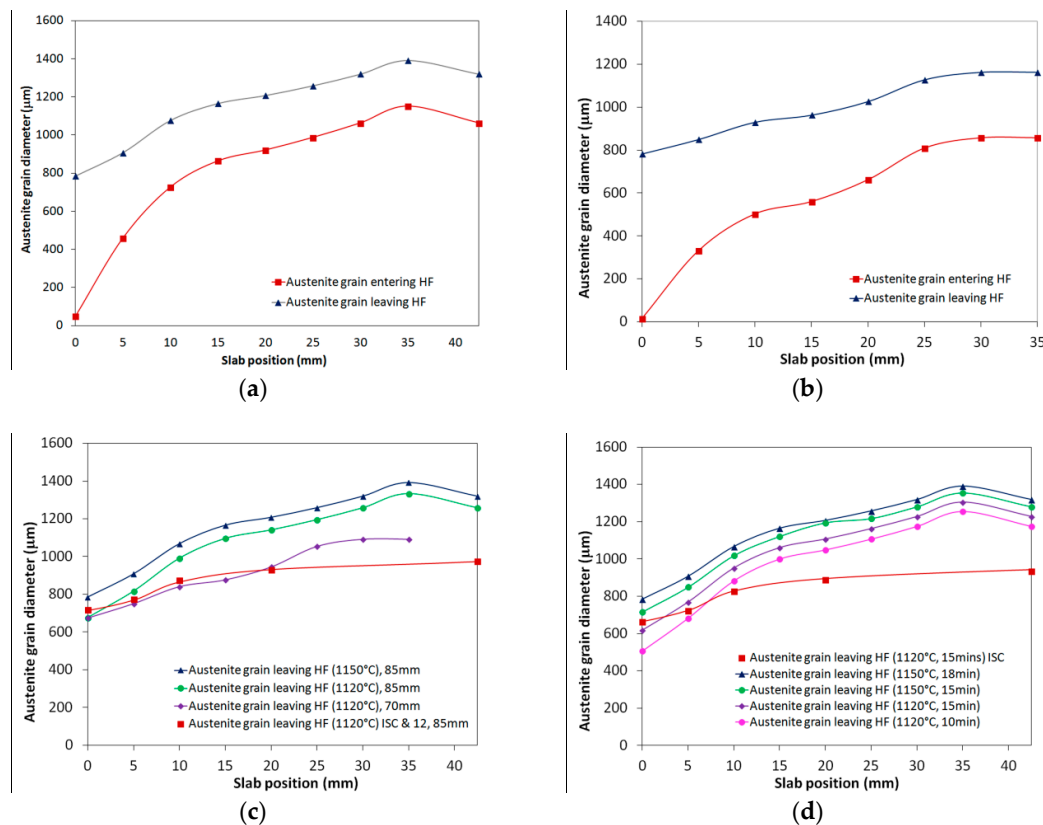 1600
1400
1200
1000
800
600
400
200
0
Austenite grain diameter (µm)
Austenite grain entering HF
Austenite grain leaving HF
0 5 10 15 20 25 30 35 40
Slab position (mm)
(a)
1400
1200
1000
800
600
400
200
0
Austenite grain diameter (µm)
Austenite grain entering HF
Austenite grain leaving HF
0 5 10 15 20 25 30 35
Slab position (mm)
(b)
1600
1400
1200
1000
800
600
400
200
0
Austenite grain diameter (µm)
Austenite grain leaving HF (1150°C), 85mm
Austenite grain leaving HF (1120°C), 85mm
Austenite grain leaving HF (1120°C), 70mm
Austenite grain leaving HF (1120°C) ISC & 12, 85mm
0 5 10 15 20 25 30 35 40
Slab position (mm)
(c)
1600
1400
1200
1000
800
600
400
200
0
Austenite grain diameter (µm)
Austenite grain leaving HF (1120°C, 15mins) ISC
Austenite grain leaving HF (1150°C, 18min)
Austenite grain leaving HF (1150°C, 15min)
Austenite grain leaving HF (1120°C, 15min)
Austenite grain leaving HF (1120°C, 10min)
0 5 10 15 20 25 30 35 40
Slab position (mm)
(d)